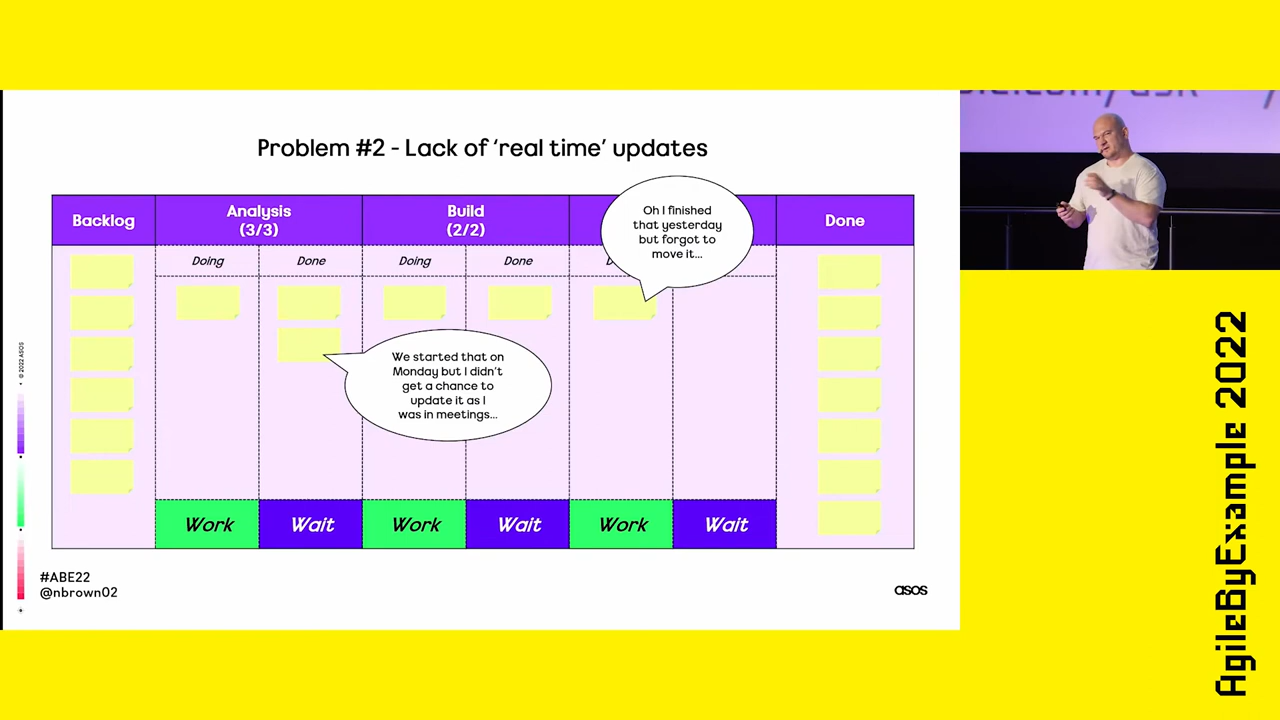 Problem #2 - Lack of ‘real time’ updates
Backlog
Analysis
(3/3)
Build
(2/2)
Done
Oh I finished
that yesterday
but forgot to
move it...
Doing
Done
Doing
Done
We started that on
Monday but I didn't
get a chance to
update it as I
was in meetings...
Work
Wait
Work
Wait
Work
Wait
#ABE22
@nbrown02
asos
© 2022 ASOS
AgileByExample 2022